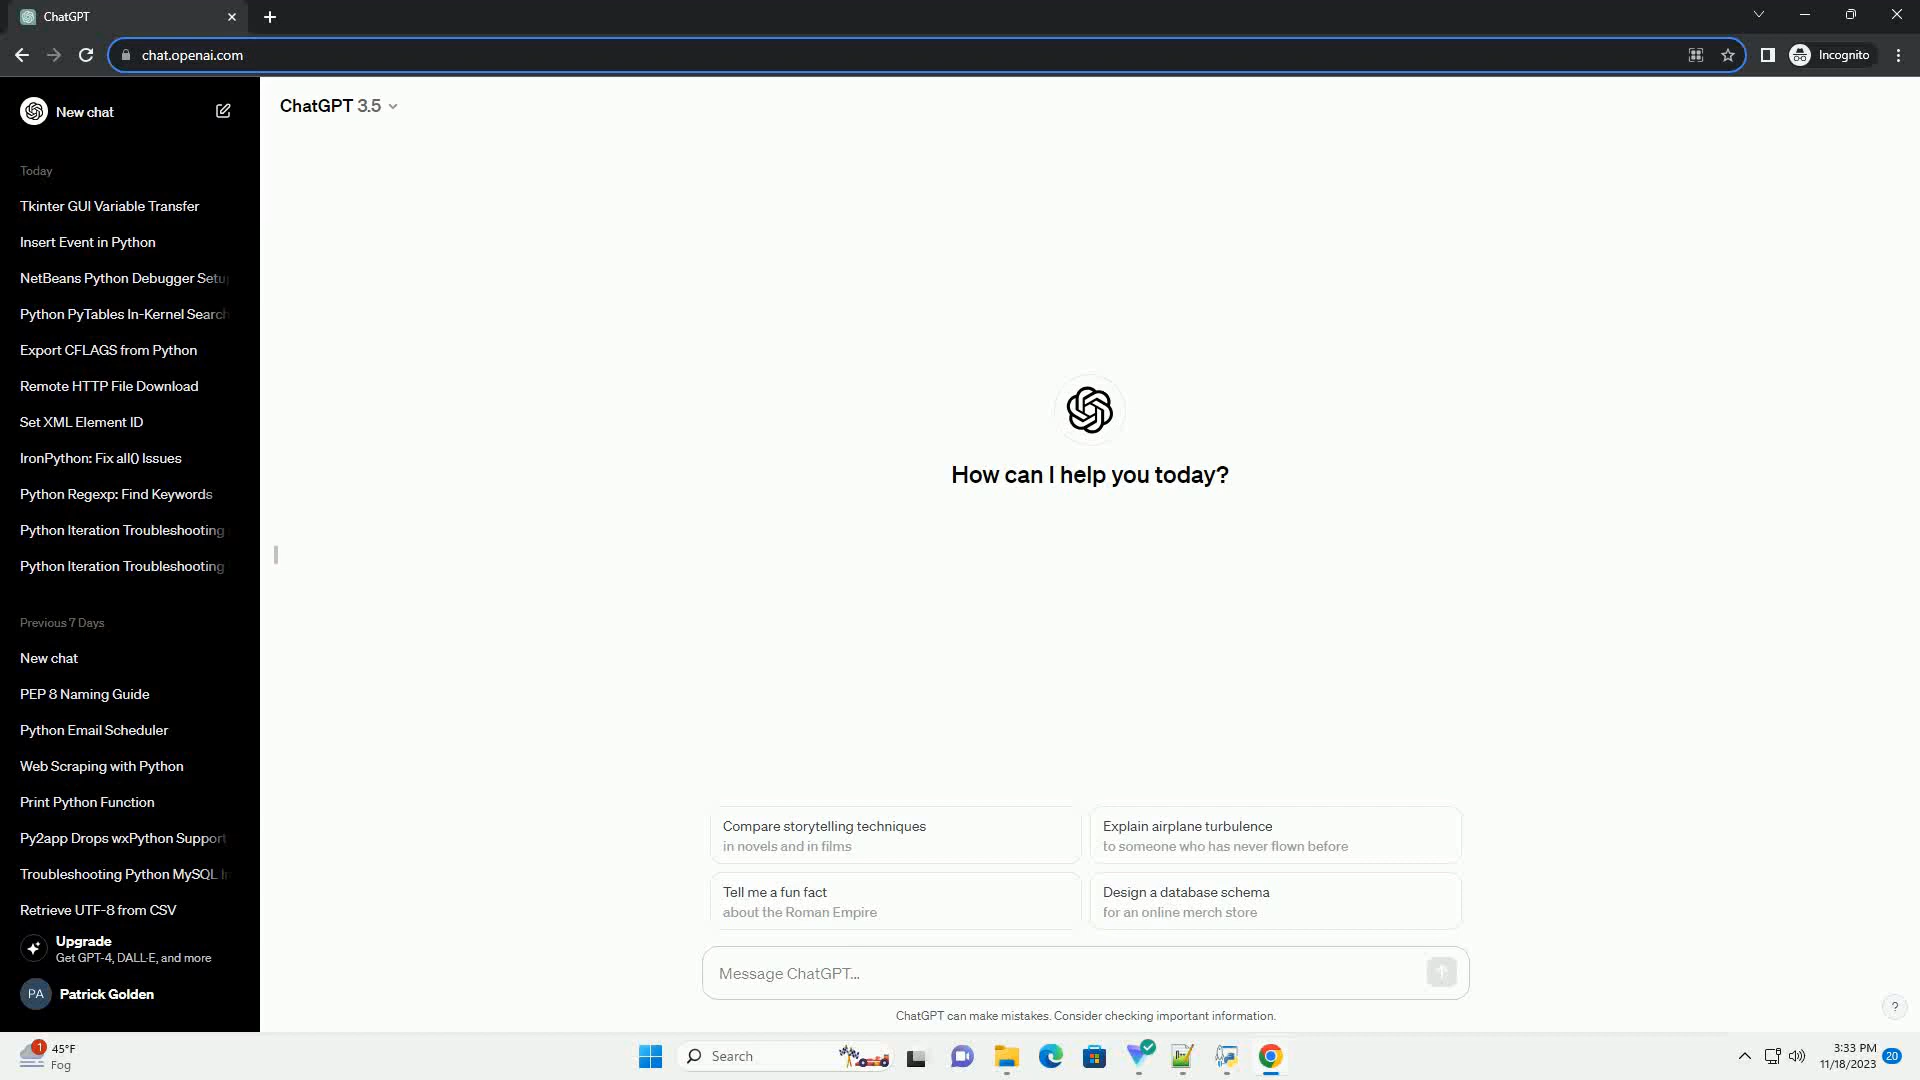 ChatGPT
chat.openai.com
Incognito
New chat
ChatGPT 3.5
Today
Tkinter GUI Variable Transfer
Insert Event in Python
NetBeans Python Debugger Setu
Python PyTables In-Kernel Search
Export CFLAGS from Python
Remote HTTP File Download
Set XML Element ID
IronPython: Fix all() Issues
Python Regexp: Find Keywords
Python Iteration Troubleshooting
Python Iteration Troubleshooting
Previous 7 Days
New chat
PEP 8 Naming Guide
Python Email Scheduler
Web Scraping with Python
Print Python Function
Py2app Drops wxPython Support
Troubleshooting Python MySQL In
Retrieve UTF-8 from CSV
Upgrade
Get GPT-4, DALL·E, and more
PA Patrick Golden
How can I help you today?
Compare storytelling techniques
in novels and in films
Explain airplane turbulence
to someone who has never flown before
Tell me a fun fact
about the Roman Empire
Design a database schema
for an online merch store
Message ChatGPT...
ChatGPT can make mistakes. Consider checking important information.
?
1
45°F
Fog
Search
3:33 PM
11/18/2023
20